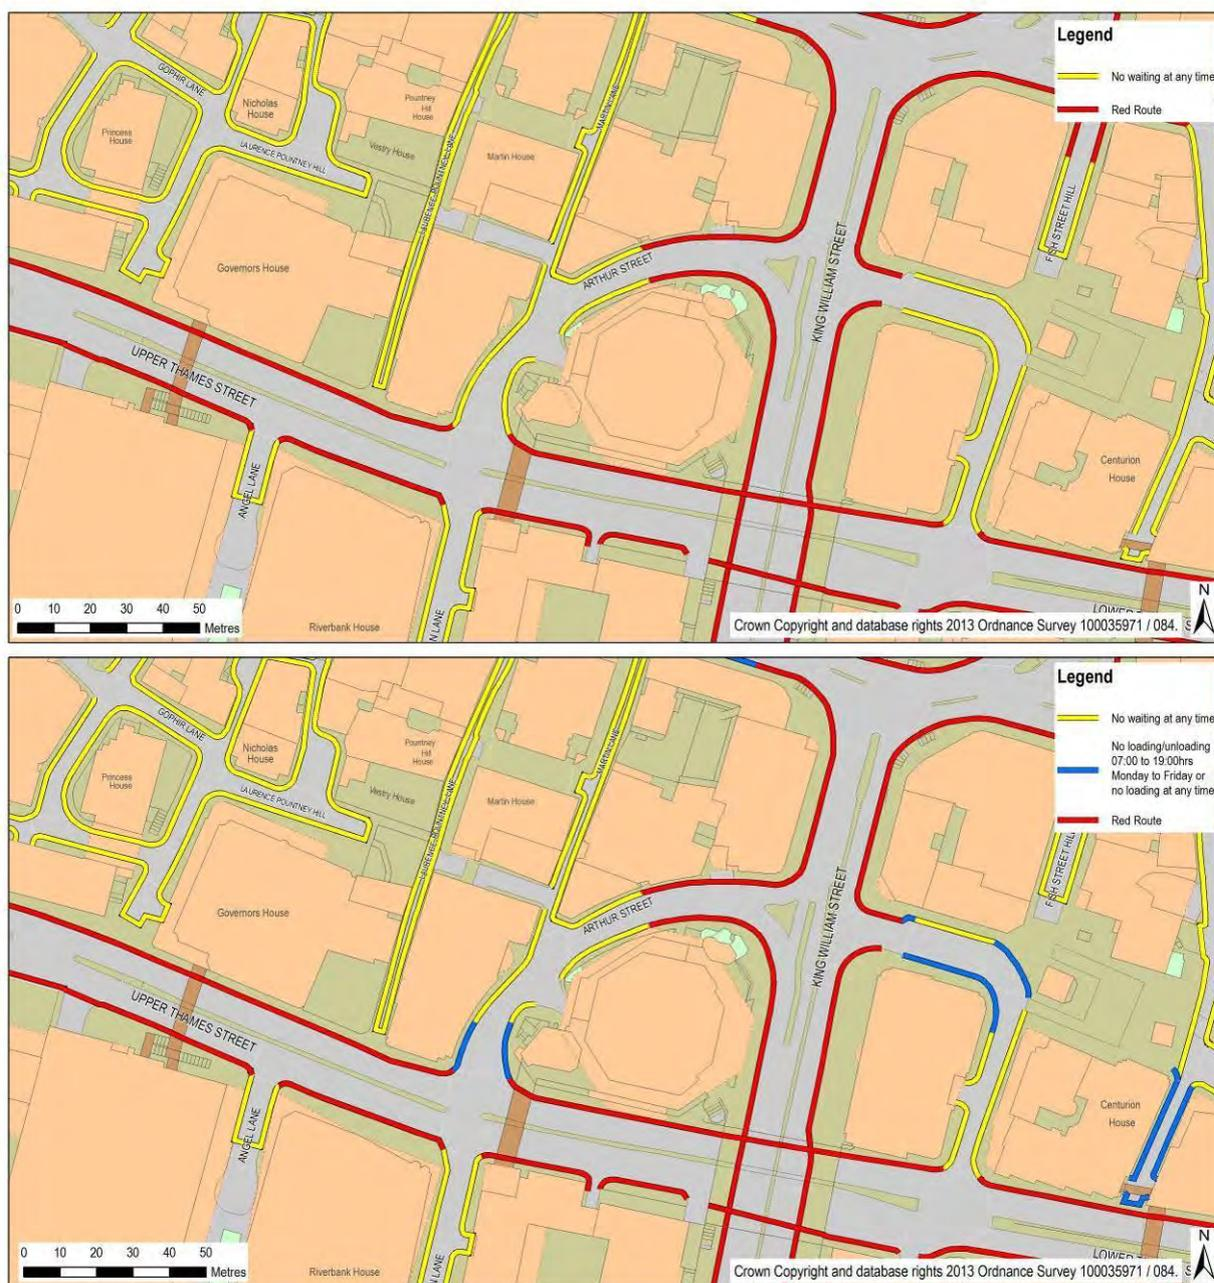 Legend
No waiting at any time
Red Route
GOPHIR LANE
Nicholas
House
Princess
House
LAURENCE POUNTNEY HILL
Pountney
Hill
House
Vestry House
Martin House
MARTIN LANE
FISH STREET HILL
Governors House
ARTHUR STREET
KING WILLIAM STREET
UPPER THAMES STREET
ANGEL LANE
Centurion
House
0 10 20 30 40 50
Metres
Riverbank House
N LANE
LOWER
N
Crown Copyright and database rights 2013 Ordnance Survey 100035971 / 084. S
Legend
No waiting at any time
No loading/unloading
07:00 to 19:00hrs
Monday to Friday or
no loading at any time
Red Route
GOPHIR LANE
Nicholas
House
Princess
House
LAURENCE POUNTNEY HILL
Pountney
Hill
House
Vestry House
Martin House
MARTIN LANE
FISH STREET HILL
Governors House
ARTHUR STREET
KING WILLIAM STREET
UPPER THAMES STREET
ANGEL LANE
Centurion
House
0 10 20 30 40 50
Metres
Riverbank House
N LANE
LOWER
N
Crown Copyright and database rights 2013 Ordnance Survey 100035971 / 084. S